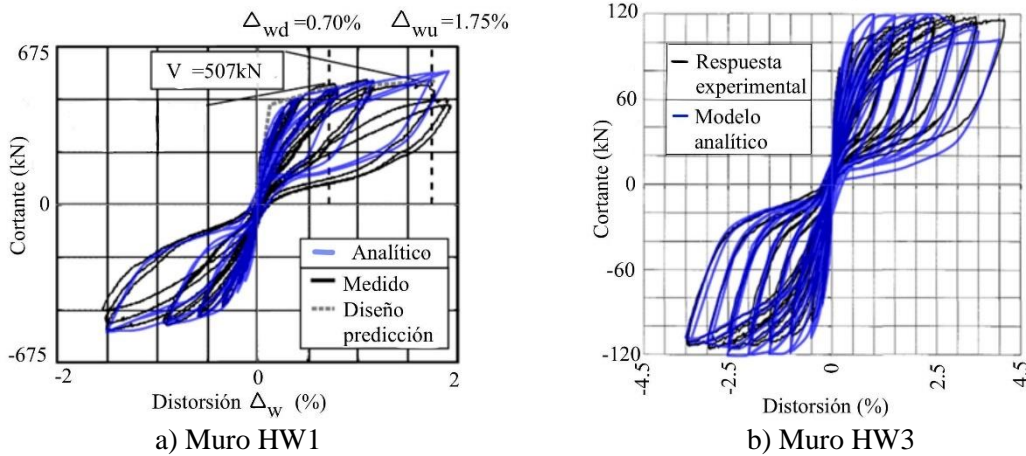 Δwd =0.70% Δwu =1.75%
675
V =507kN
Cortante (kN)
0
Analítico
Medido
Diseño
predicción
-675
-2 0 2
Distorsión Δw (%)
a) Muro HW1
120
Respuesta
experimental
Modelo
analítico
60
Cortante (kN)
0
-60
-120
-4.5 -2.5 0 2.5 4.5
Distorsión (%)
b) Muro HW3